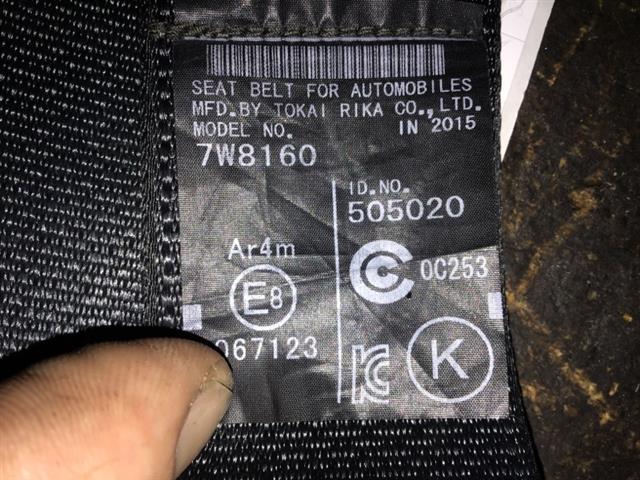 SEAT BELT FOR AUTOMOBILES
MFD.BY TOKAI RIKA CO.,LTD.
MODEL NO. IN 2015
7W8160
ID.NO.
505020
Ar4m
E8
067123
C 0C253
KC
K